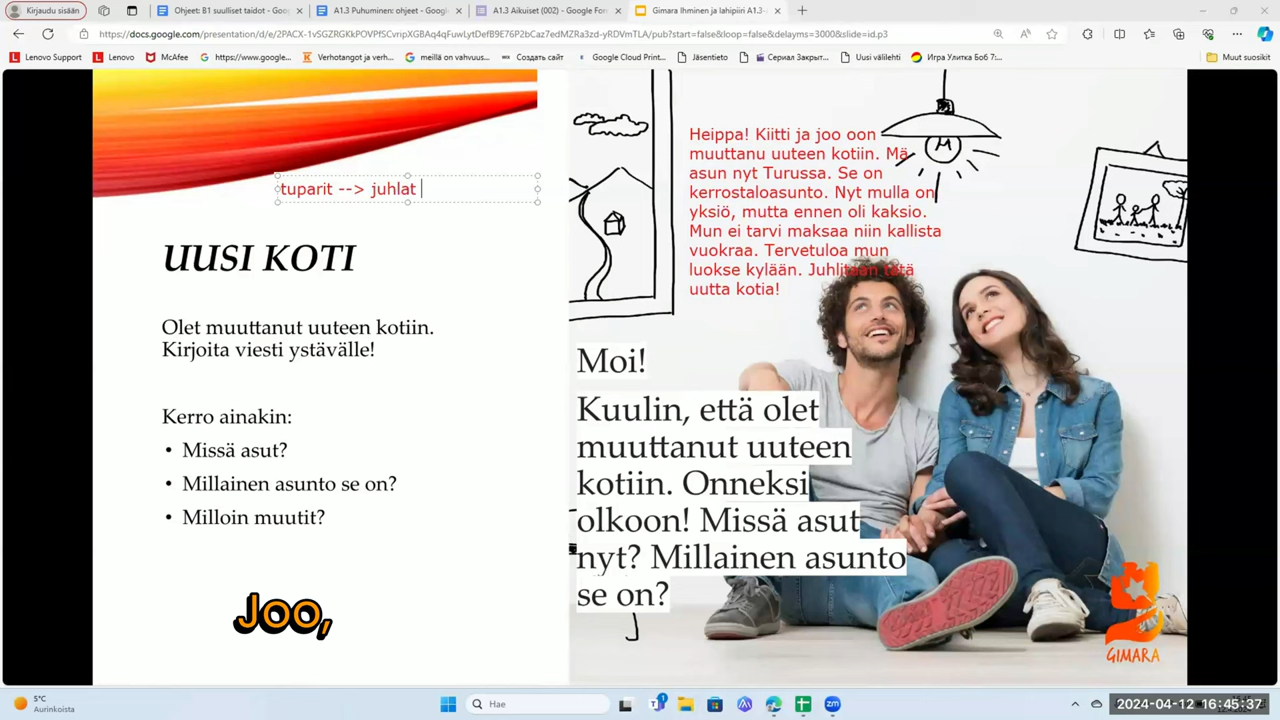 Kirjaudu sisään
Ohjeet: B1 suulliset taidot - Goo
A1.3 Puhuminen: ohjeet - Googl
A1.3 Aikuiset (002) - Google For
Gimara Ihminen ja lahipiiri A1.3-
https://docs.google.com/presentation/d/e/2PACX-1vSGZRGKkPOVPfSCvripXGBAq4qFuwLytDefB9E76P2bCaz7edMZRa3zd-yRDVmTLA/pub?start=false&loop=false&delayms=3000&slide=id.p3
Lenovo Support
Lenovo
McAfee
https://www.google...
Verhotangot ja verh...
meillä on vahvuus...
Создать сайт
Google Cloud Print...
Jäsentieto
Сериал Закрыт...
Uusi välilehti
Игра Улитка Боб 7:...
Muut suosikit
tuparit --> juhlat
UUSI KOTI
Olet muuttanut uuteen kotiin.
Kirjoita viesti ystävälle!
Kerro ainakin:
• Missä asut?
• Millainen asunto se on?
• Milloin muutit?
Joo,
Heippa! Kiitti ja joo oon
muuttanu uuteen kotiin. Mä
asun nyt Turussa. Se on
kerrostaloasunto. Nyt mulla on
yksiö, mutta ennen oli kaksio.
Mun ei tarvi maksaa niin kallista
vuokraa. Tervetuloa mun
luokse kylään. Juhlitaan tätä
uutta kotia!
Moi!
Kuulin, että olet
muuttanut uuteen
kotiin. Onneksi
olkoon! Missä asut
nyt? Millainen asunto
se on?
GIMARA
5°C
Aurinkoista
Hae
2024-04-12 16:45:37